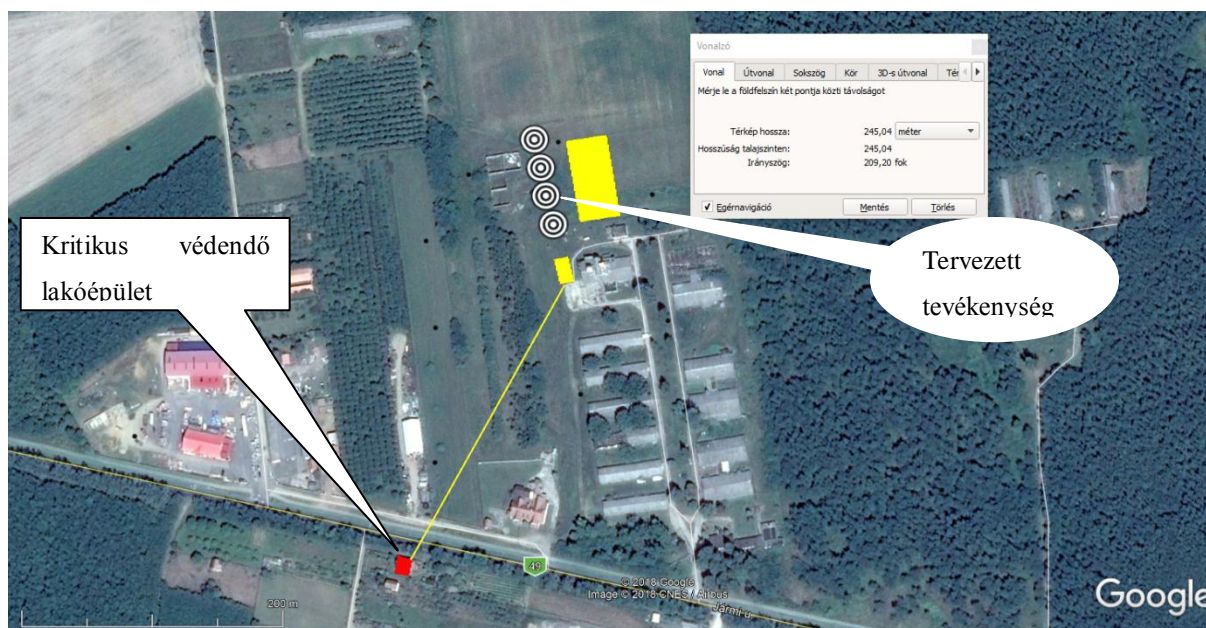 Vonalzó
Vonal Útvonal Sokszög Kör 3D-s útvonal
Mérje le a földfelszín két pontja közti távolságot
Térkép hossza: 245,04 méter
Hosszúság talajszinten: 245,04
Irányszög: 209,20 fok
Egérnavigáció Mentés Törlés
Kritikus védendő
lakóépület
Tervezett
tevékenység
49
© 2018 Google
Image © 2018 CNES / Airbus
200 m
Jármi u.
Google